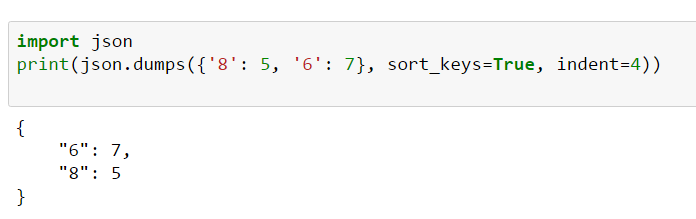 import json
print(json.dumps({'8': 5, '6': 7}, sort_keys=True, indent=4))
{
    "6": 7,
    "8": 5
}